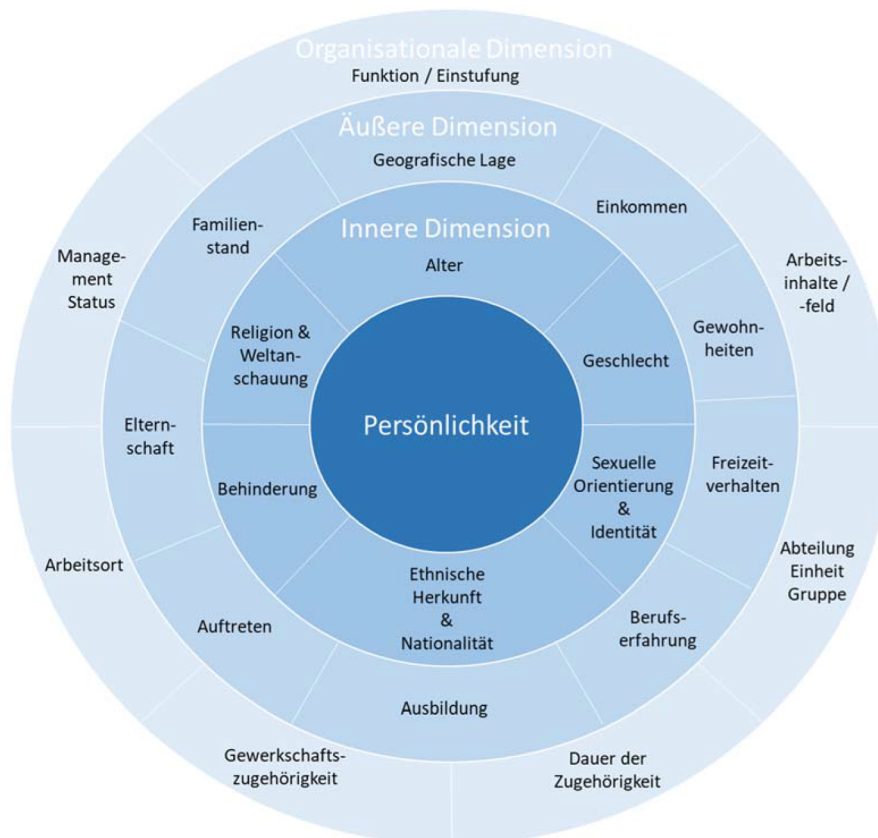 Organisationale Dimension
Funktion / Einstufung
Äußere Dimension
Geografische Lage
Familien-
stand
Einkommen
Innere Dimension
Alter
Manage-
ment
Status
Arbeits-
inhalte /
-feld
Religion &
Weltan-
schauung
Geschlecht
Gewohn-
heiten
Persönlichkeit
Eltern-
schaft
Behinderung
Sexuelle
Orientierung
&
Identität
Freizeit-
verhalten
Arbeitsort
Abteilung
Einheit
Gruppe
Ethnische
Herkunft
&
Nationalität
Auftreten
Berufs-
erfahrung
Ausbildung
Gewerkschafts-
zugehörigkeit
Dauer der
Zugehörigkeit